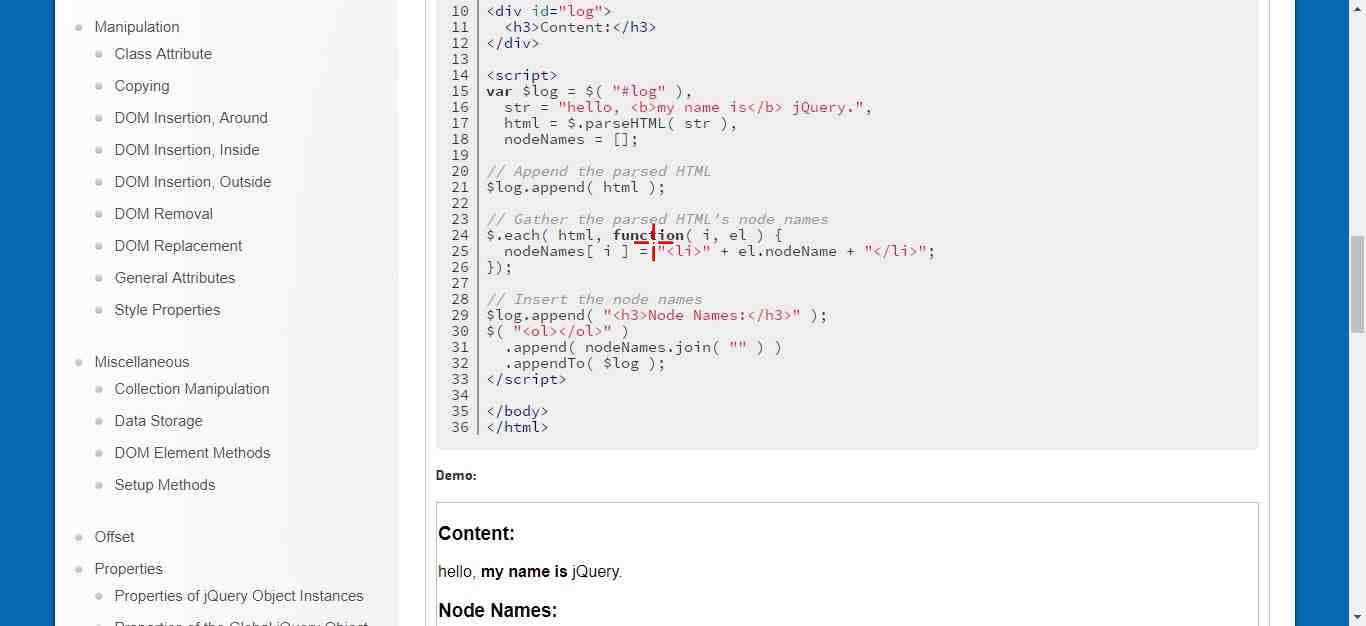 Manipulation
Class Attribute
Copying
DOM Insertion, Around
DOM Insertion, Inside
DOM Insertion, Outside
DOM Removal
DOM Replacement
General Attributes
Style Properties
Miscellaneous
Collection Manipulation
Data Storage
DOM Element Methods
Setup Methods
Offset
Properties
Properties of jQuery Object Instances
Properties of the Global jQuery Object
10 <div id="log">
11   <h3>Content:</h3>
12 </div>
13
14 <script>
15 var $log = $( "#log" ),
16   str = "hello, <b>my name is</b> jQuery.",
17   html = $.parseHTML( str ),
18   nodeNames = [];
19
20 // Append the parsed HTML
21 $log.append( html );
22
23 // Gather the parsed HTML's node names
24 $.each( html, function( i, el ) {
25   nodeNames[ i ] = "<li>" + el.nodeName + "</li>";
26 });
27
28 // Insert the node names
29 $log.append( "<h3>Node Names:</h3>" );
30 $( "<ol></ol>" )
31   .append( nodeNames.join( "" ) )
32   .appendTo( $log );
33 </script>
34
35 </body>
36 </html>
Demo:
Content:
hello, my name is jQuery.
Node Names: